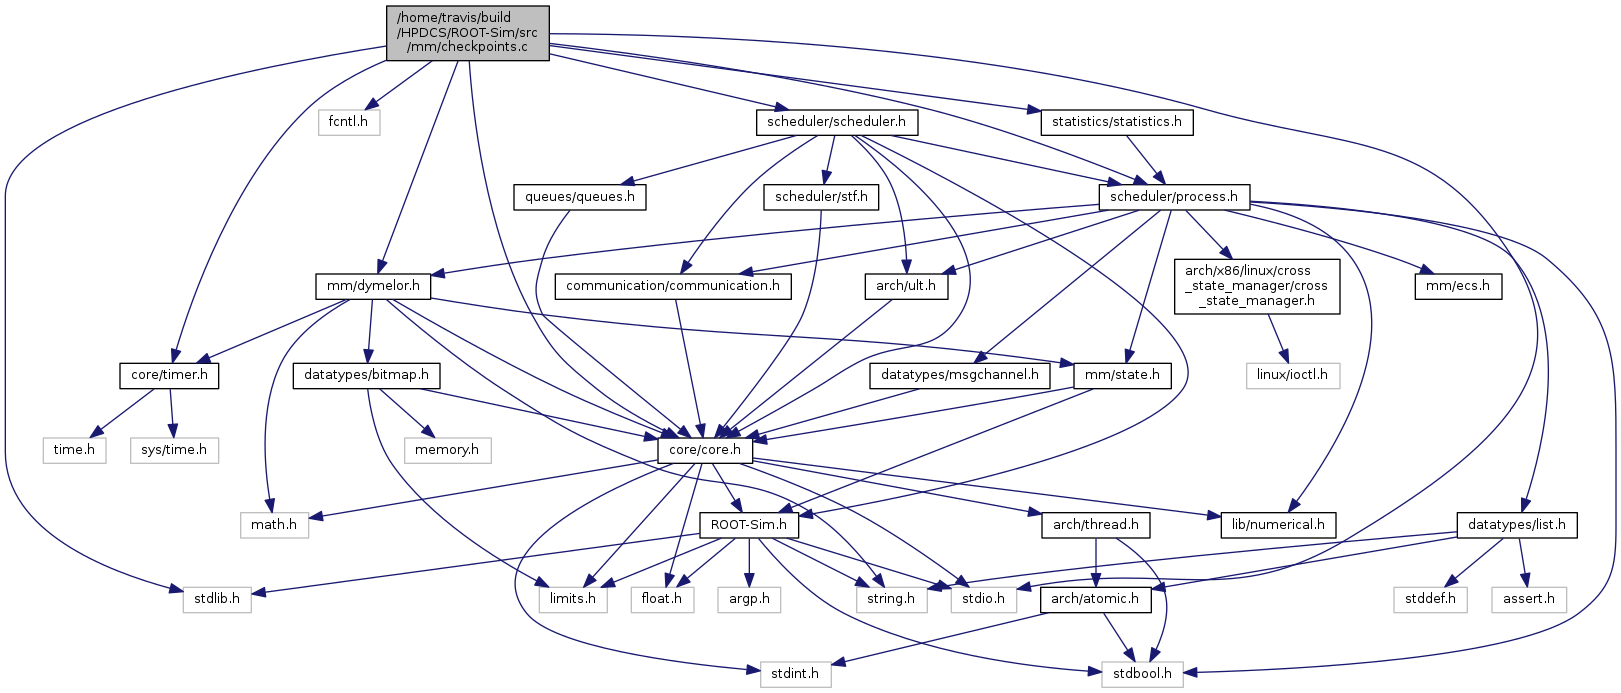 /home/travis/build
/HPDCS/ROOT-Sim/src
/mm/checkpoints.c
fcntl.h
scheduler/scheduler.h
statistics/statistics.h
queues/queues.h
scheduler/stf.h
scheduler/process.h
mm/dymelor.h
communication/communication.h
arch/ult.h
arch/x86/linux/cross
_state_manager/cross
_state_manager.h
mm/ecs.h
core/timer.h
datatypes/bitmap.h
datatypes/msgchannel.h
mm/state.h
linux/ioctl.h
time.h
sys/time.h
memory.h
core/core.h
math.h
ROOT-Sim.h
arch/thread.h
lib/numerical.h
datatypes/list.h
stdlib.h
limits.h
float.h
argp.h
string.h
stdio.h
arch/atomic.h
stddef.h
assert.h
stdint.h
stdbool.h